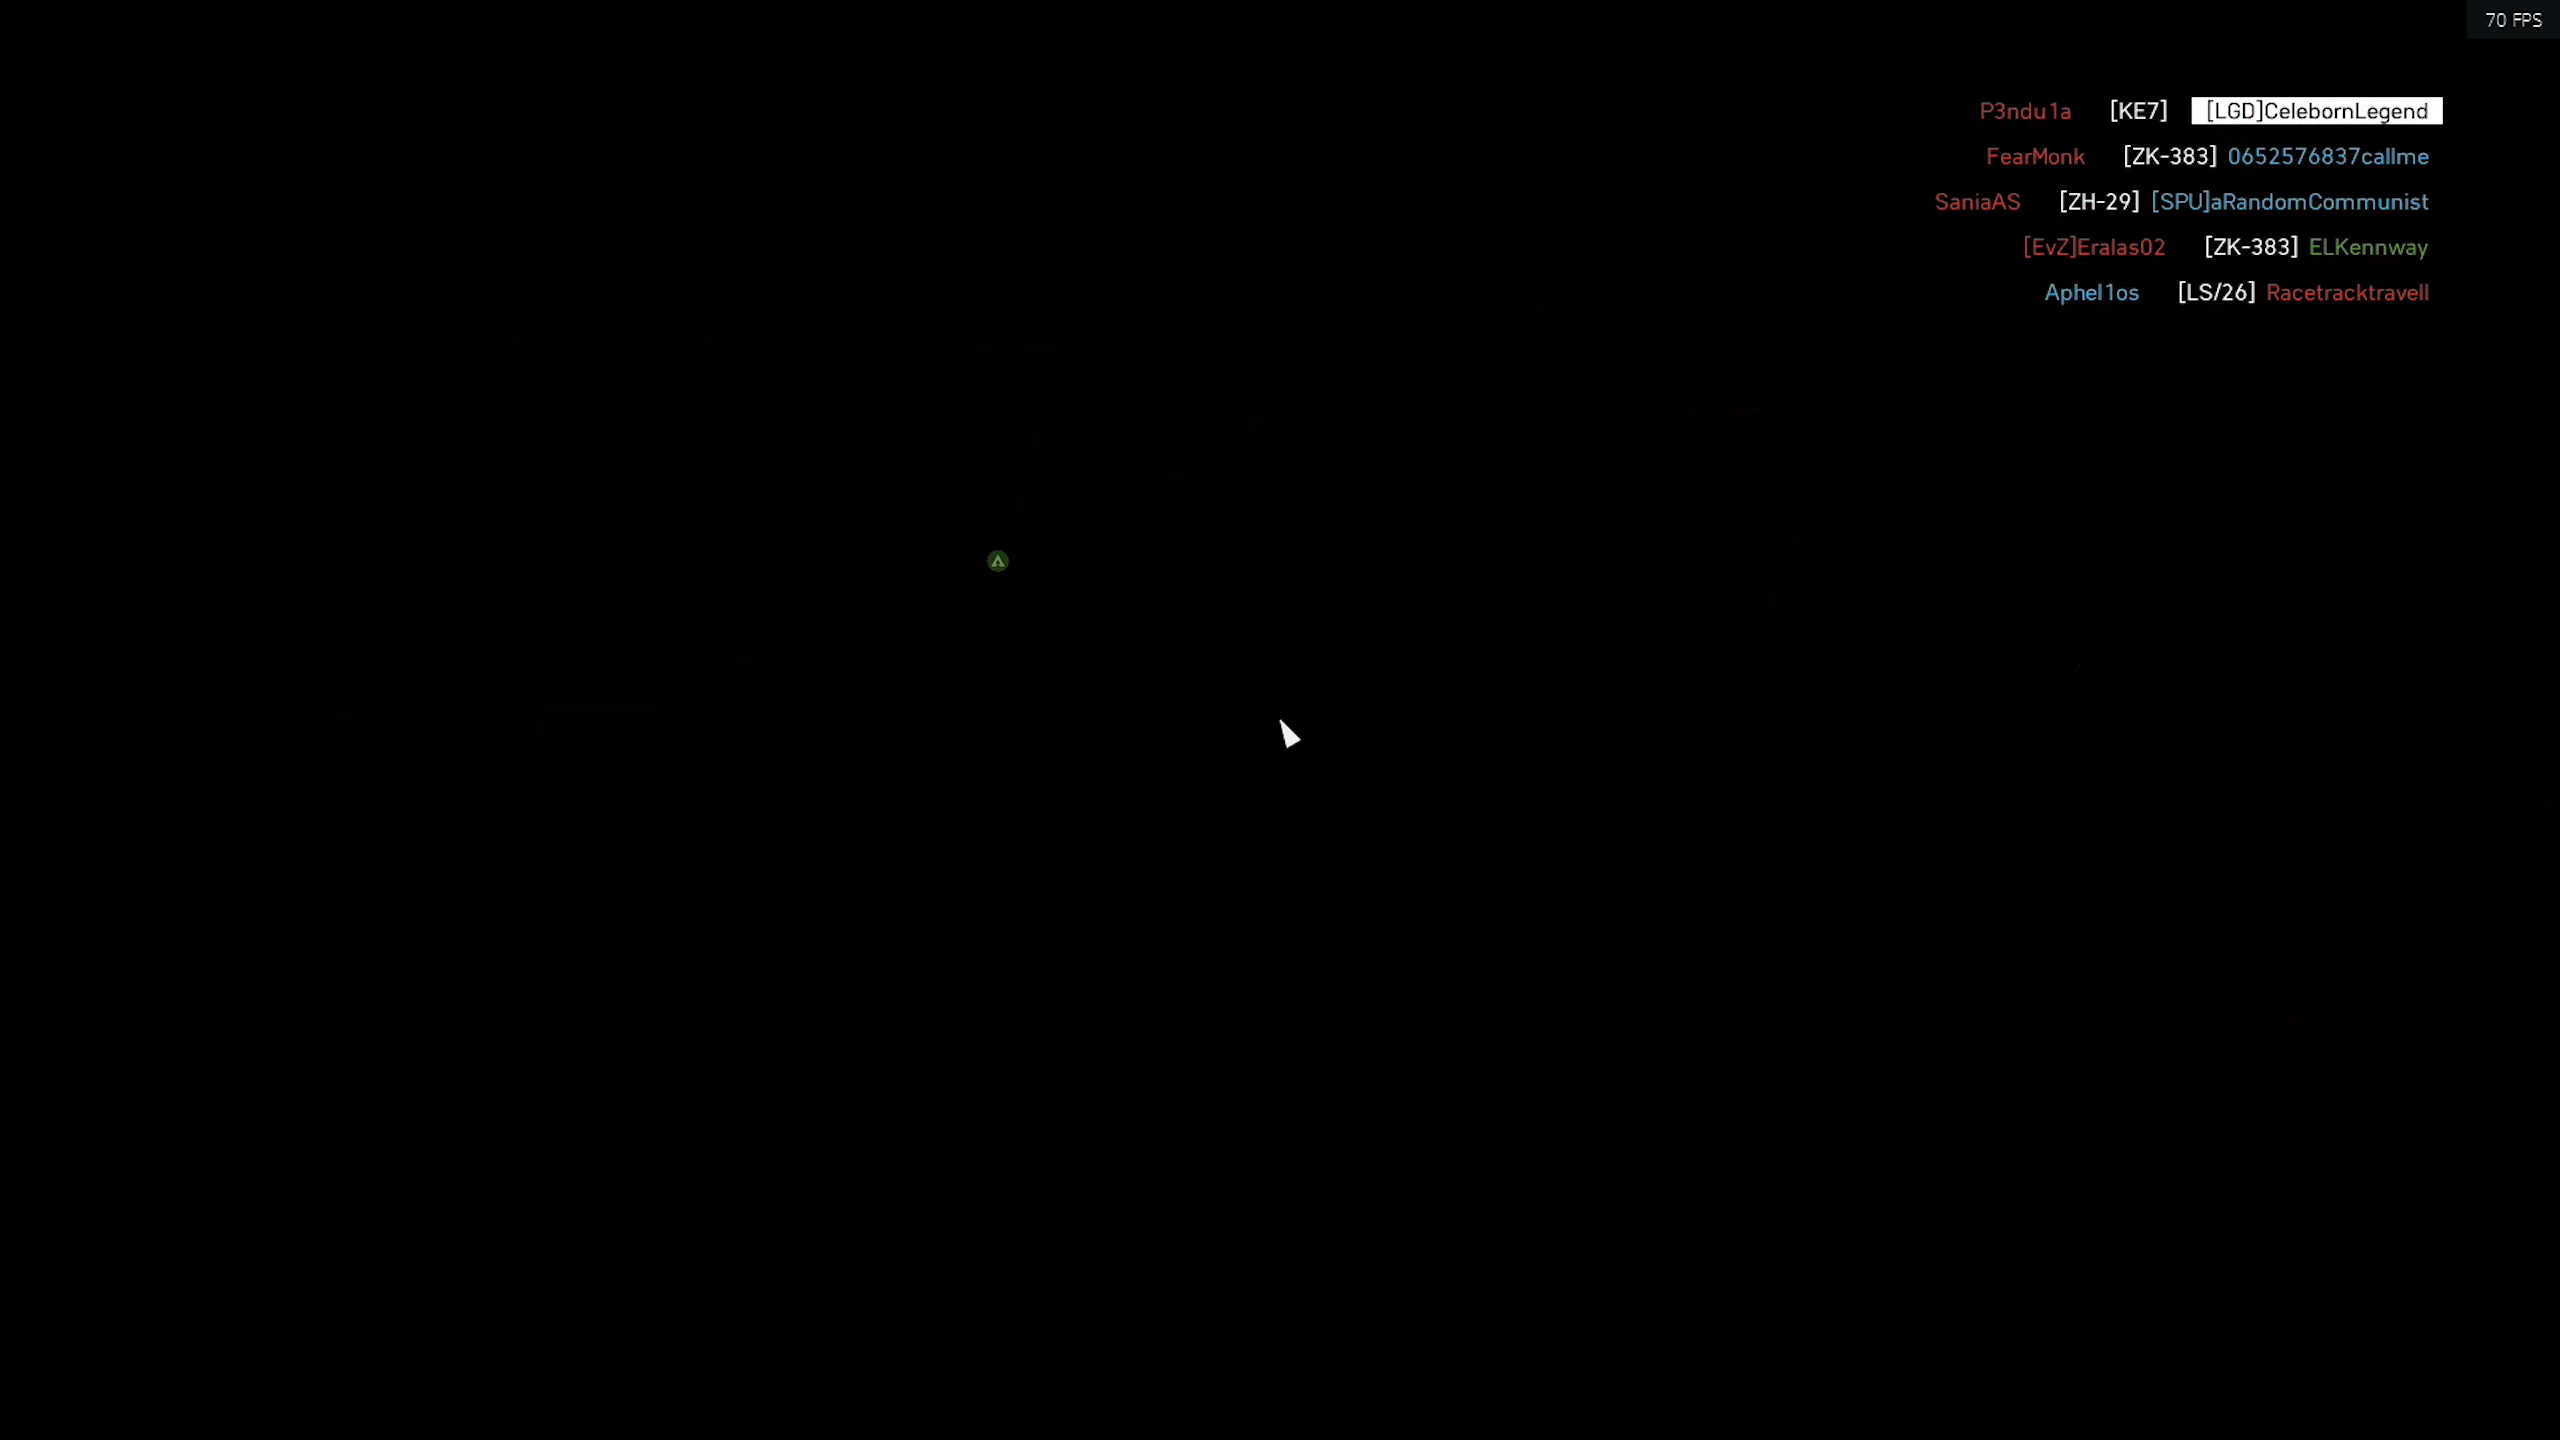 70 FPS
P3ndu1a [KE7] [LGD]CelebornLegend
FearMonk [ZK-383] 0652576837callme
SaniaAS [ZH-29] [SPU]aRandomCommunist
[EvZ]Eralas02 [ZK-383] ELKennway
Aphel1os [LS/26] Racetracktravell